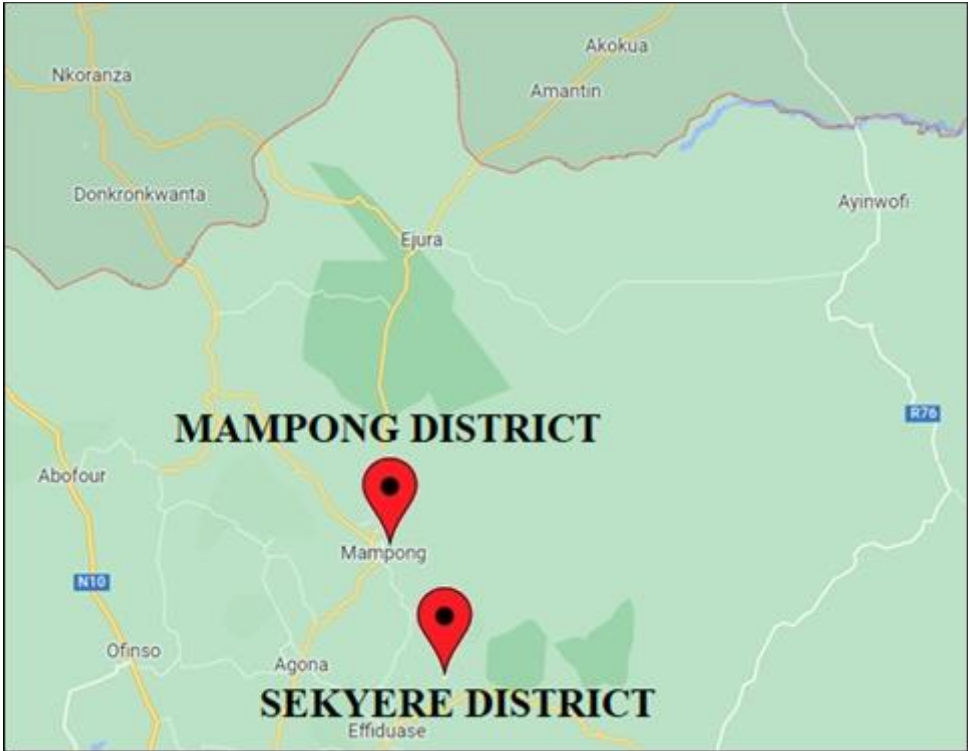 Akokua
Nkoranza
Amantin
Donkronkwanta
Ayinwofi
Ejura
R76
MAMPONG DISTRICT
Abofour
Mampong
N10
Ofinso
Agona
SEKYERE DISTRICT
Effiduase